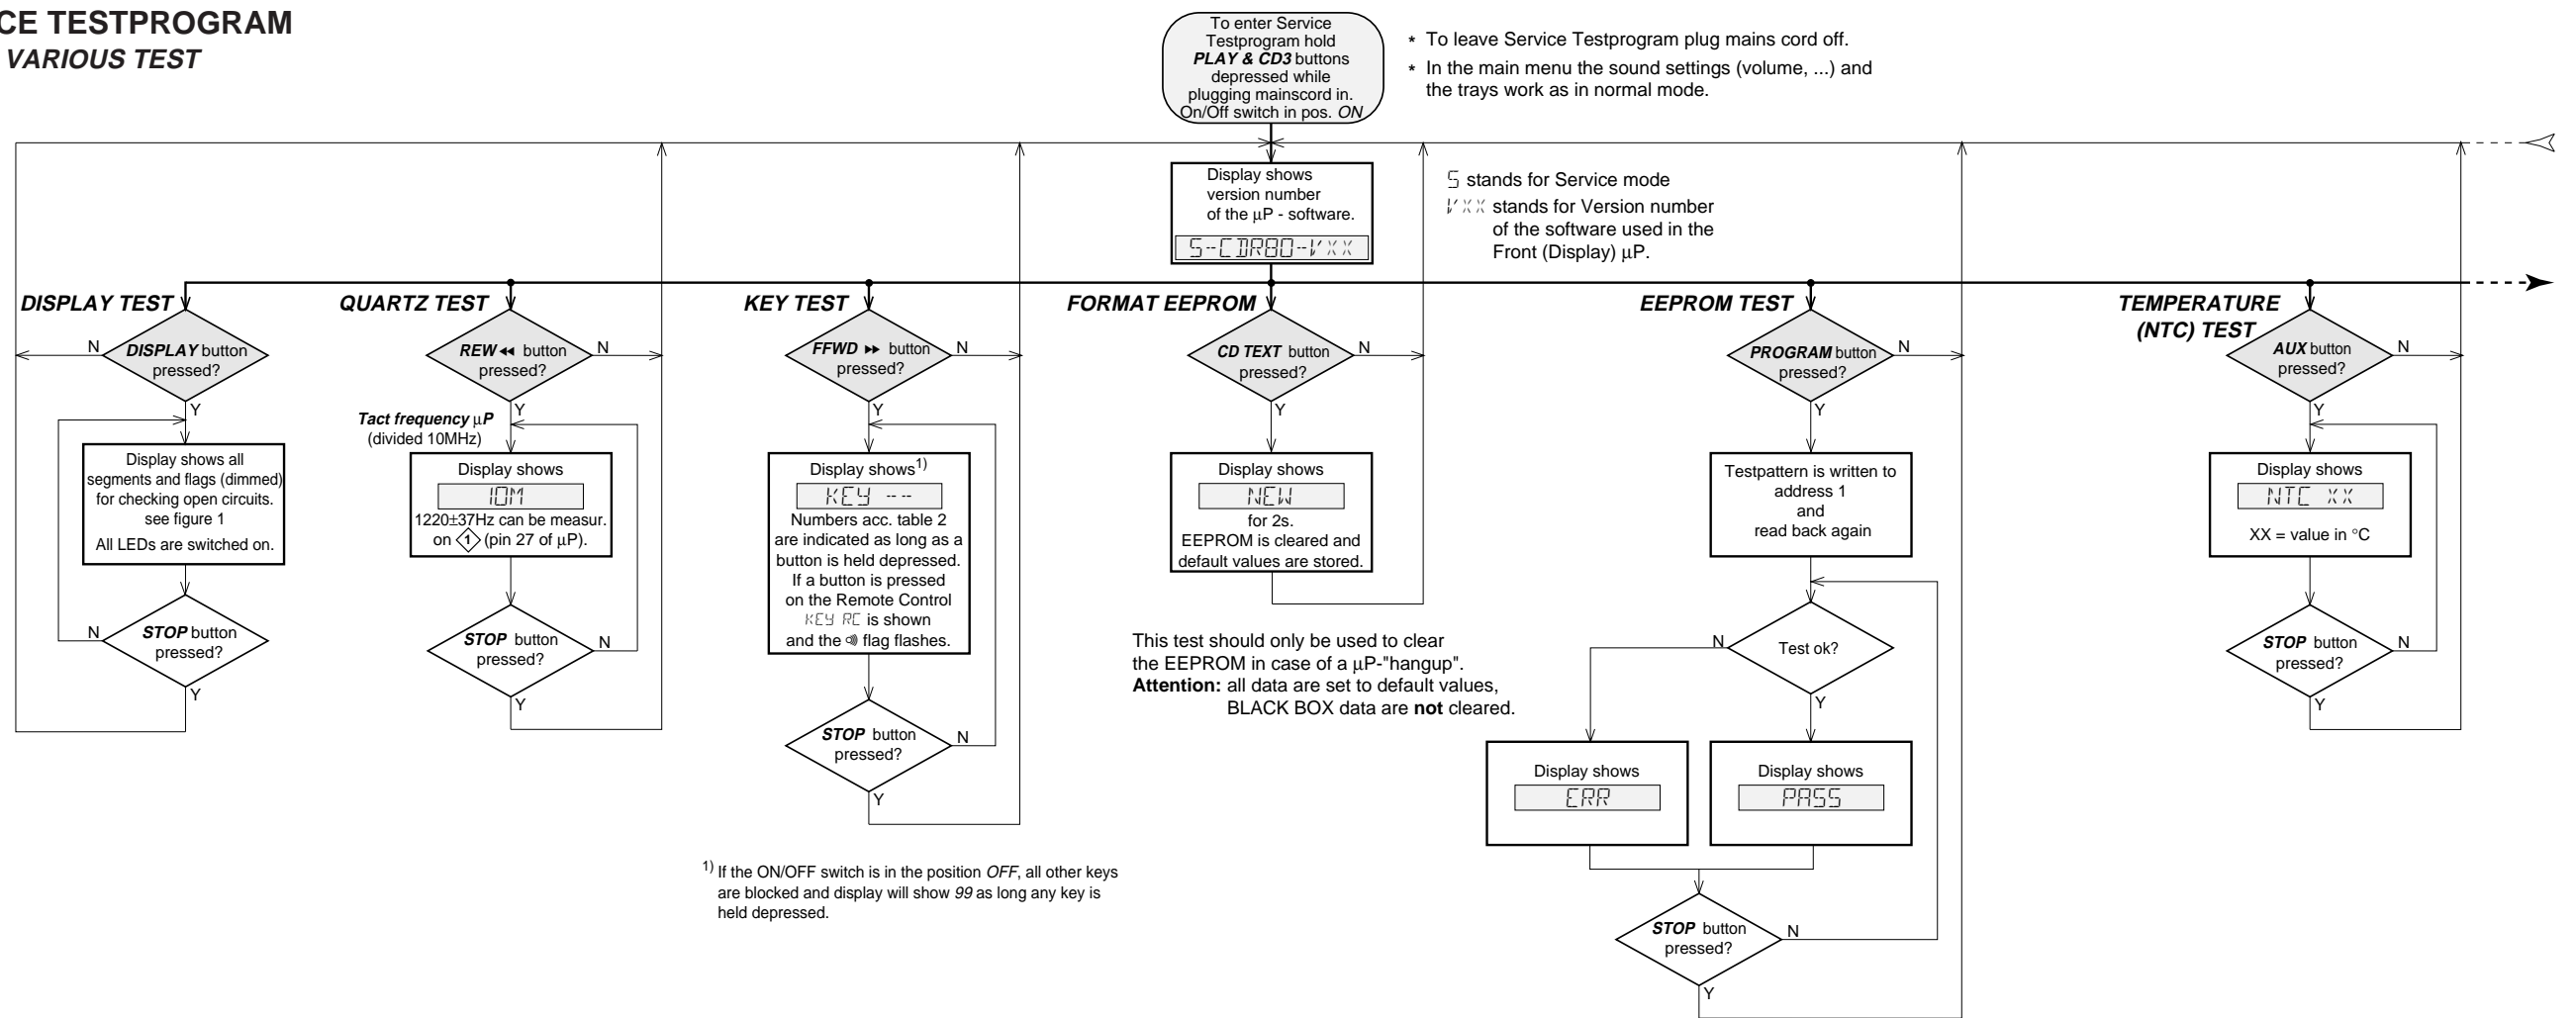 CE TESTPROGRAM
VARIOUS TEST
To enter Service
Testprogram hold
PLAY & CD3 buttons
depressed while
plugging mainscord in.
On/Off switch in pos. ON
* To leave Service Testprogram plug mains cord off.
* In the main menu the sound settings (volume, ...) and
the trays work as in normal mode.
Display shows
version number
of the µP - software.
S-CDR80-VXX
S stands for Service mode
VXX stands for Version number
of the software used in the
Front (Display) µP.
DISPLAY TEST
DISPLAY button
pressed?
N
Y
Display shows all
segments and flags (dimmed)
for checking open circuits.
see figure 1
All LEDs are switched on.
STOP button
pressed?
N
Y
QUARTZ TEST
REW ◀◀ button
pressed?
N
Y
Tact frequency µP
(divided 10MHz)
Display shows
10M
1220±37Hz can be measur.
on 1 (pin 27 of µP).
STOP button
pressed?
N
Y
KEY TEST
FFWD ▶▶ button
pressed?
N
Y
Display shows1)
KEY --
Numbers acc. table 2
are indicated as long as a
button is held depressed.
If a button is pressed
on the Remote Control
KEY RC is shown
and the flag flashes.
STOP button
pressed?
N
Y
1) If the ON/OFF switch is in the position OFF, all other keys
are blocked and display will show 99 as long any key is
held depressed.
FORMAT EEPROM
CD TEXT button
pressed?
N
Y
Display shows
NEW
for 2s.
EEPROM is cleared and
default values are stored.
This test should only be used to clear
the EEPROM in case of a µP-"hangup".
Attention: all data are set to default values,
BLACK BOX data are not cleared.
EEPROM TEST
PROGRAM button
pressed?
N
Y
Testpattern is written to
address 1
and
read back again
Test ok?
N
Y
Display shows
ERR
Display shows
PASS
STOP button
pressed?
N
Y
TEMPERATURE
(NTC) TEST
AUX button
pressed?
N
Y
Display shows
NTC XX
XX = value in °C
STOP button
pressed?
N
Y